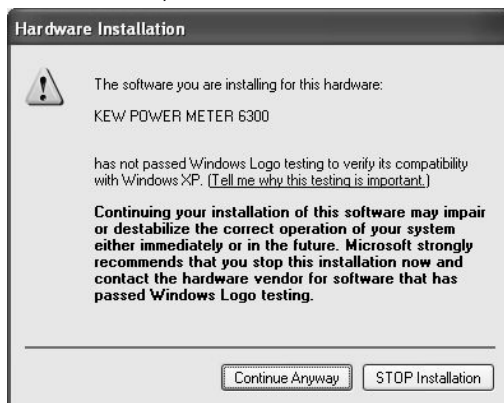 Hardware Installation
The software you are installing for this hardware:
KEW POWER METER 6300
has not passed Windows Logo testing to verify its compatibility
with Windows XP. (Tell me why this testing is important.)
Continuing your installation of this software may impair
or destabilize the correct operation of your system
either immediately or in the future. Microsoft strongly
recommends that you stop this installation now and
contact the hardware vendor for software that has
passed Windows Logo testing.
Continue Anyway STOP Installation